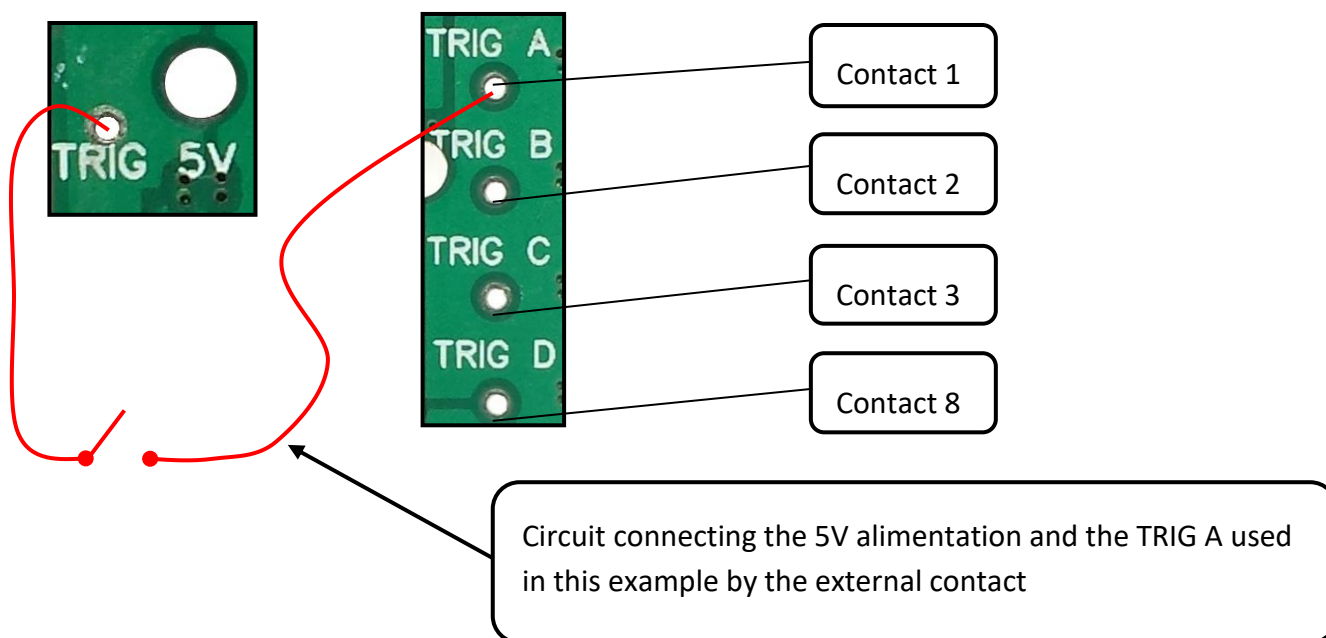 TRIG 5V
TRIG A
TRIG B
TRIG C
TRIG D
Contact 1
Contact 2
Contact 3
Contact 8
Circuit connecting the 5V alimentation and the TRIG A used
in this example by the external contact